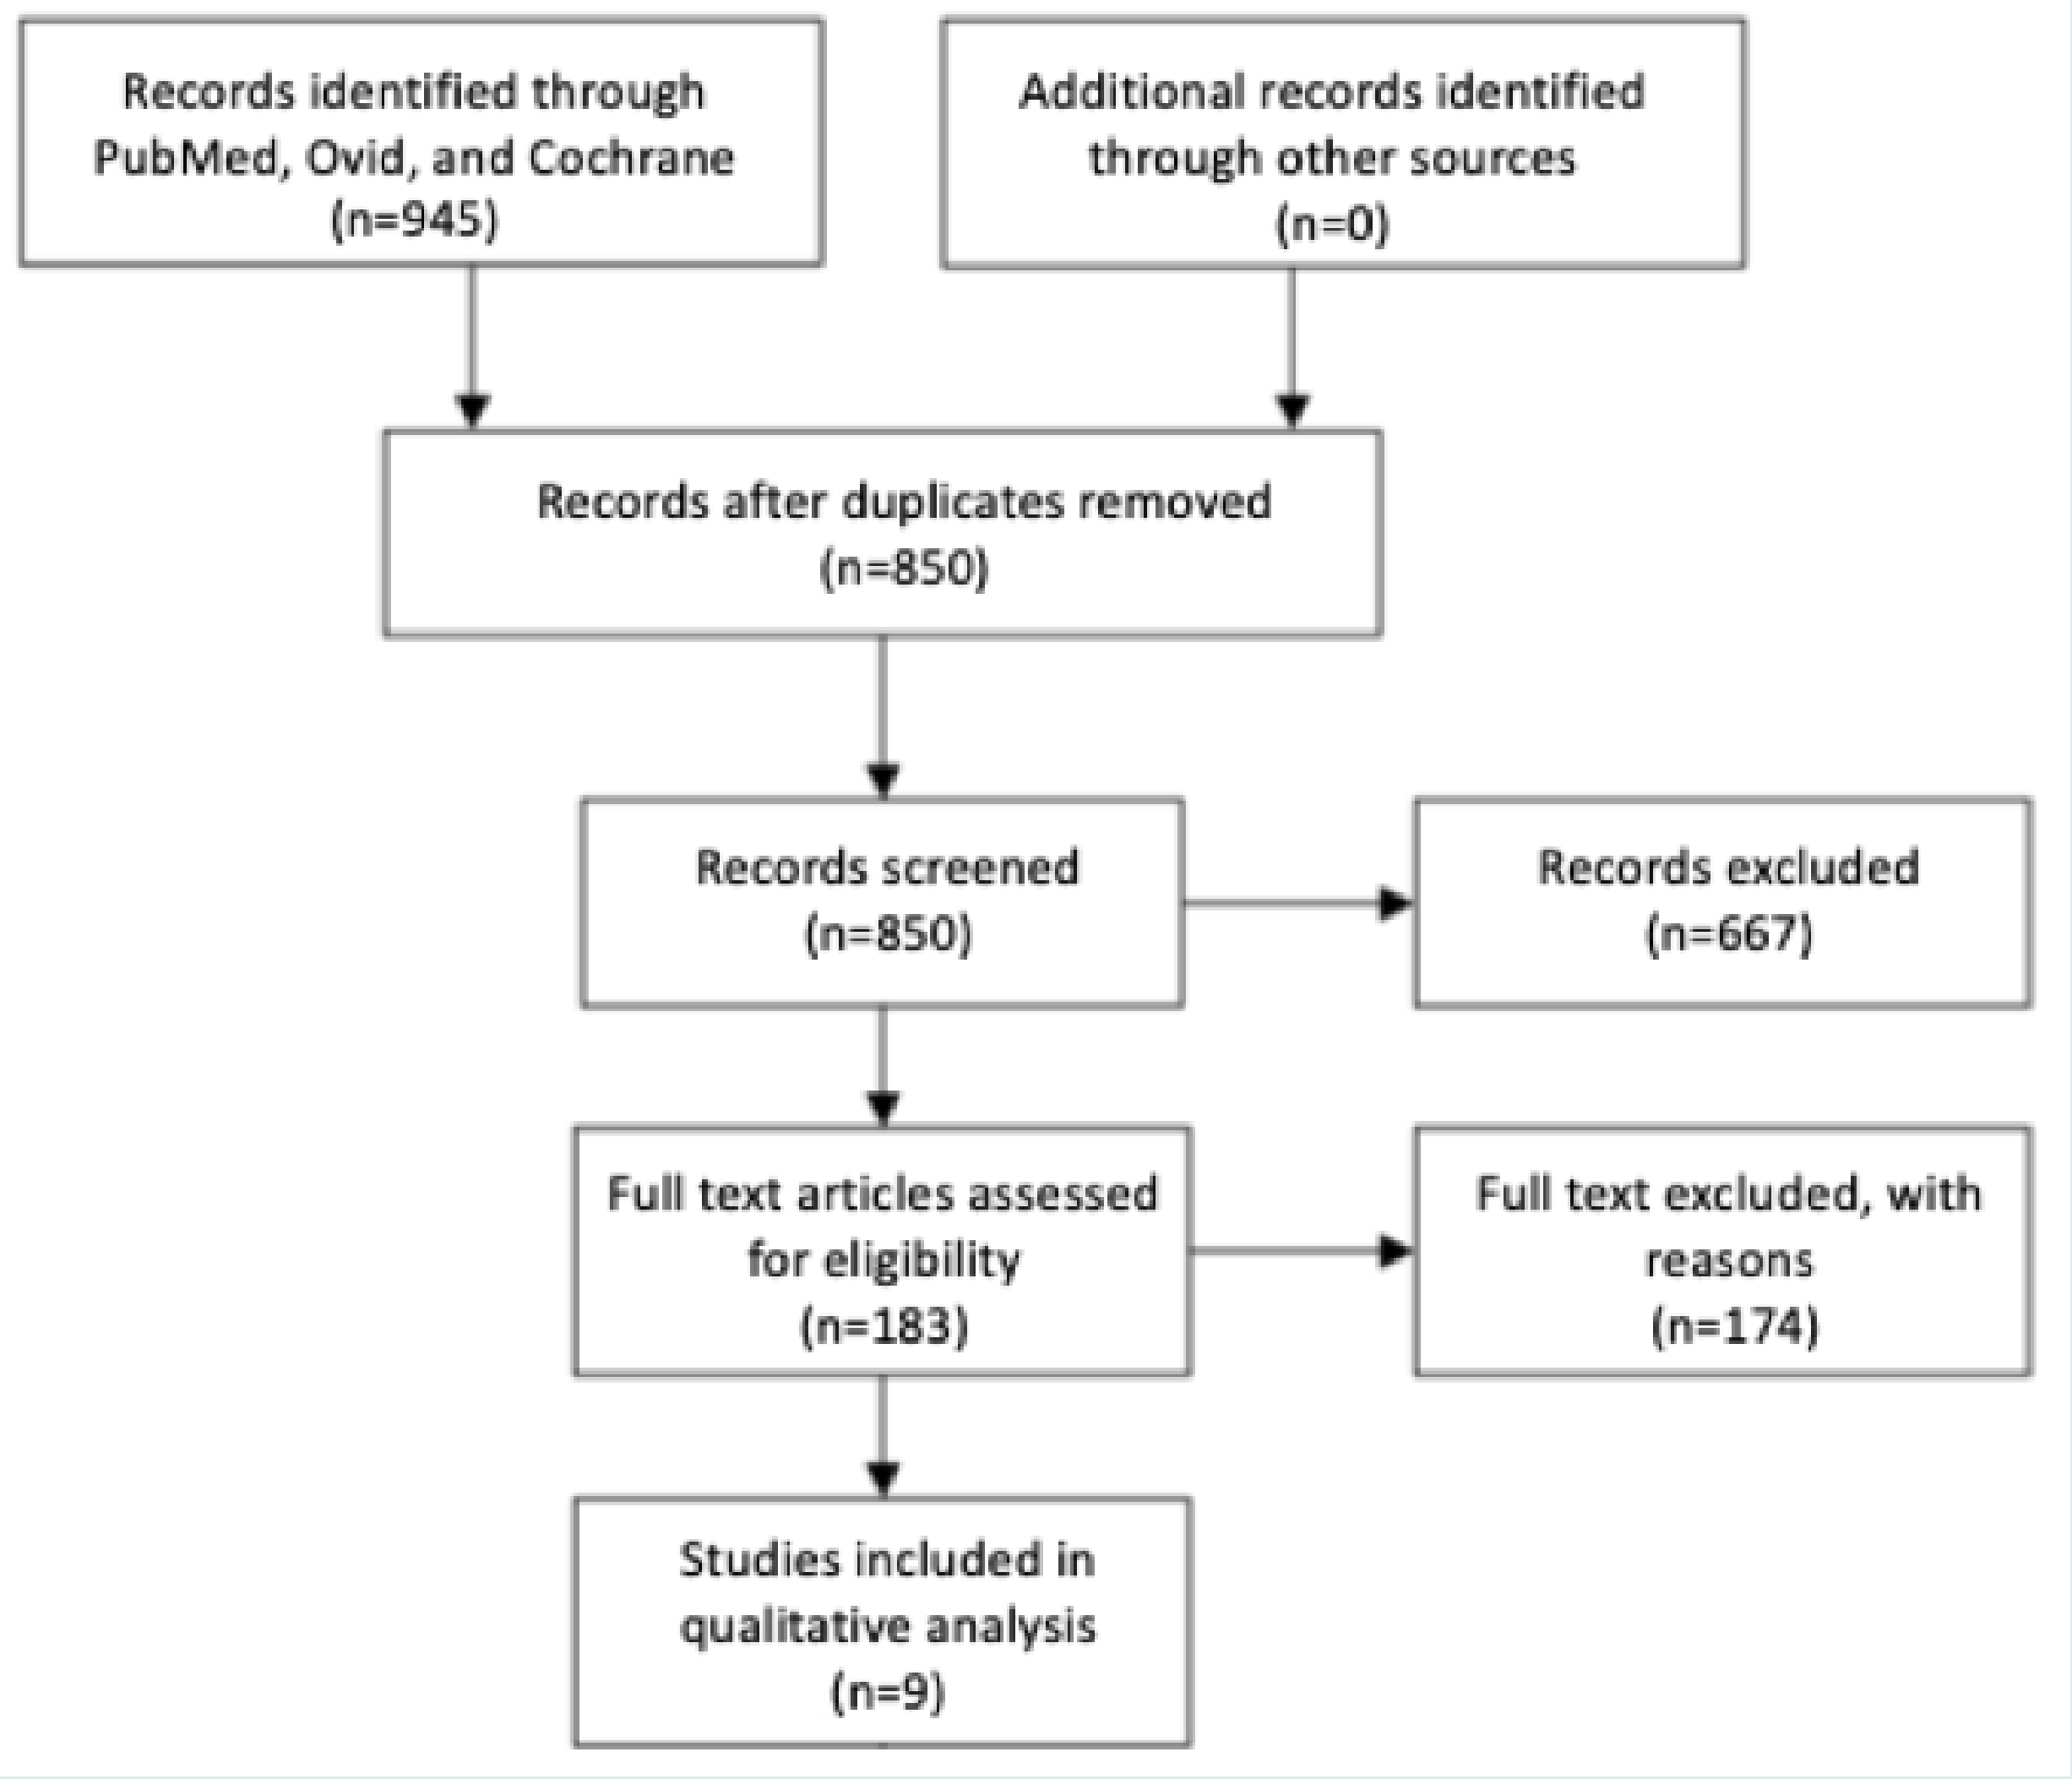 Records identified through
PubMed, Ovid, and Cochrane
(n=945)
Additional records identified
through other sources
(n=0)
Records after duplicates removed
(n=850)
Records screened
(n=850)
Records excluded
(n=667)
Full text articles assessed
for eligibility
(n=183)
Full text excluded, with
reasons
(n=174)
Studies included in
qualitative analysis
(n=9)